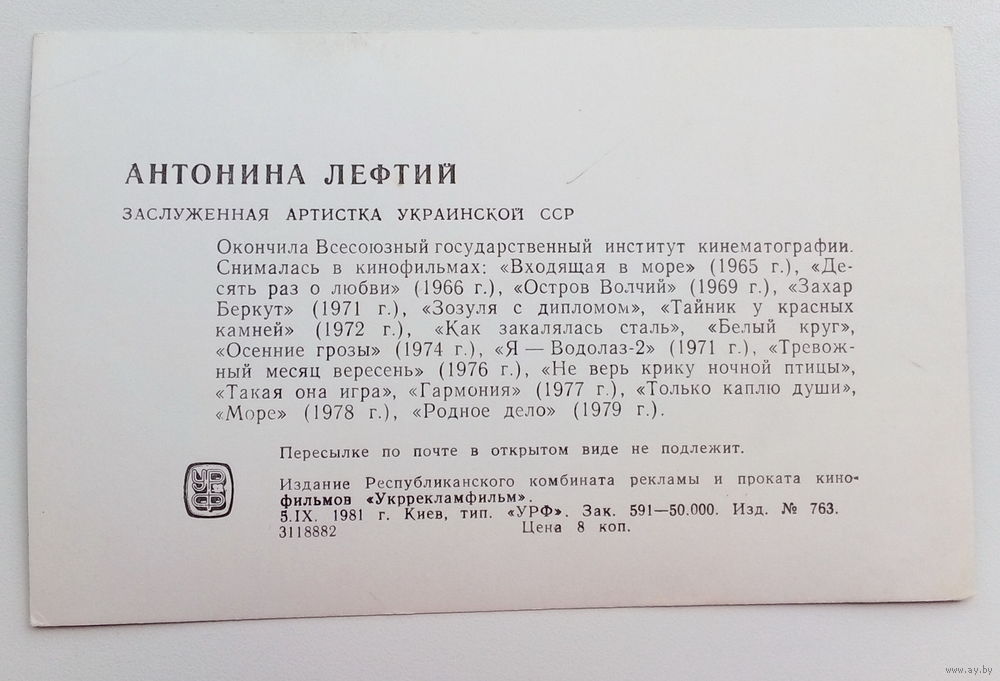 АНТОНИНА ЛЕФТИЙ
ЗАСЛУЖЕННАЯ АРТИСТКА УКРАИНСКОЙ ССР
Окончила Всесоюзный государственный институт кинематографии.
Снималась в кинофильмах: «Входящая в море» (1965 г.), «Де-
сять раз о любви» (1966 г.), «Остров Волчий» (1969 г.), «Захар
Беркут» (1971 г.), «Зозуля с дипломом», «Тайник у красных
камней» (1972 г.), «Как закалялась сталь», «Белый круг»,
«Осенние грозы» (1974 г.), «Я — Водолаз-2» (1971 г.), «Тревож-
ный месяц вересень» (1976 г.), «Не верь крику ночной птицы»,
«Такая она игра», «Гармония» (1977 г.), «Только каплю души»,
«Море» (1978 г.), «Родное дело» (1979 г.).
Пересылке по почте в открытом виде не подлежит.
УРФ
Издание Республиканского комбината рекламы и проката кино-
фильмов «Укррекламфильм».
5.IX. 1981 г. Киев, тип. «УРФ». Зак. 591—50.000. Изд. № 763.
3118882 Цена 8 коп.
www.ay.by